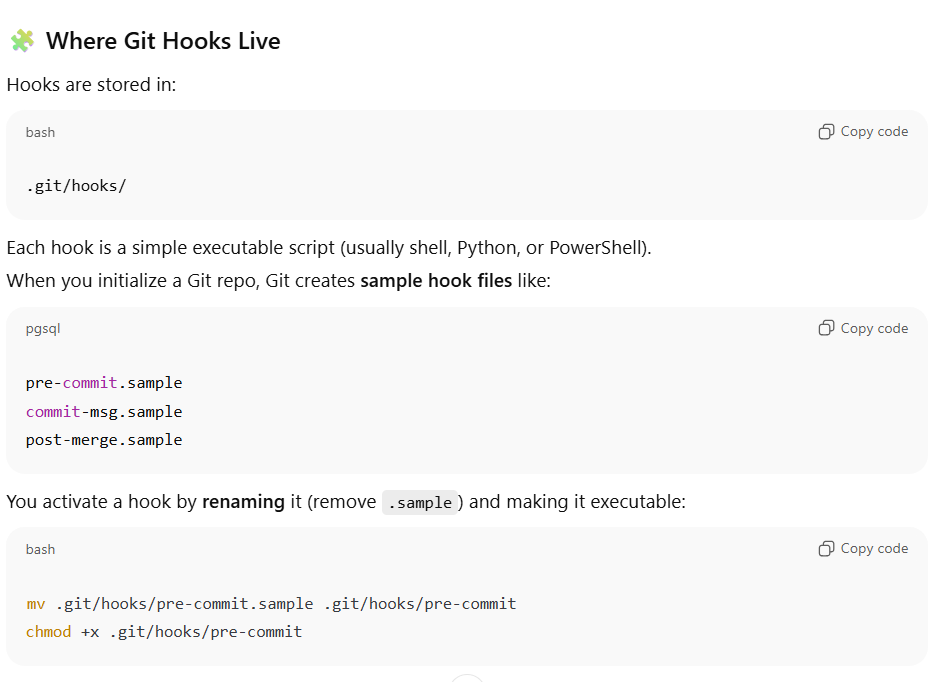 Where Git Hooks Live
Hooks are stored in:
bash
Copy code
.git/hooks/
Each hook is a simple executable script (usually shell, Python, or PowerShell).
When you initialize a Git repo, Git creates sample hook files like:
pgsql
Copy code
pre-commit.sample
commit-msg.sample
post-merge.sample
You activate a hook by renaming it (remove .sample) and making it executable:
bash
Copy code
mv .git/hooks/pre-commit.sample .git/hooks/pre-commit
chmod +x .git/hooks/pre-commit